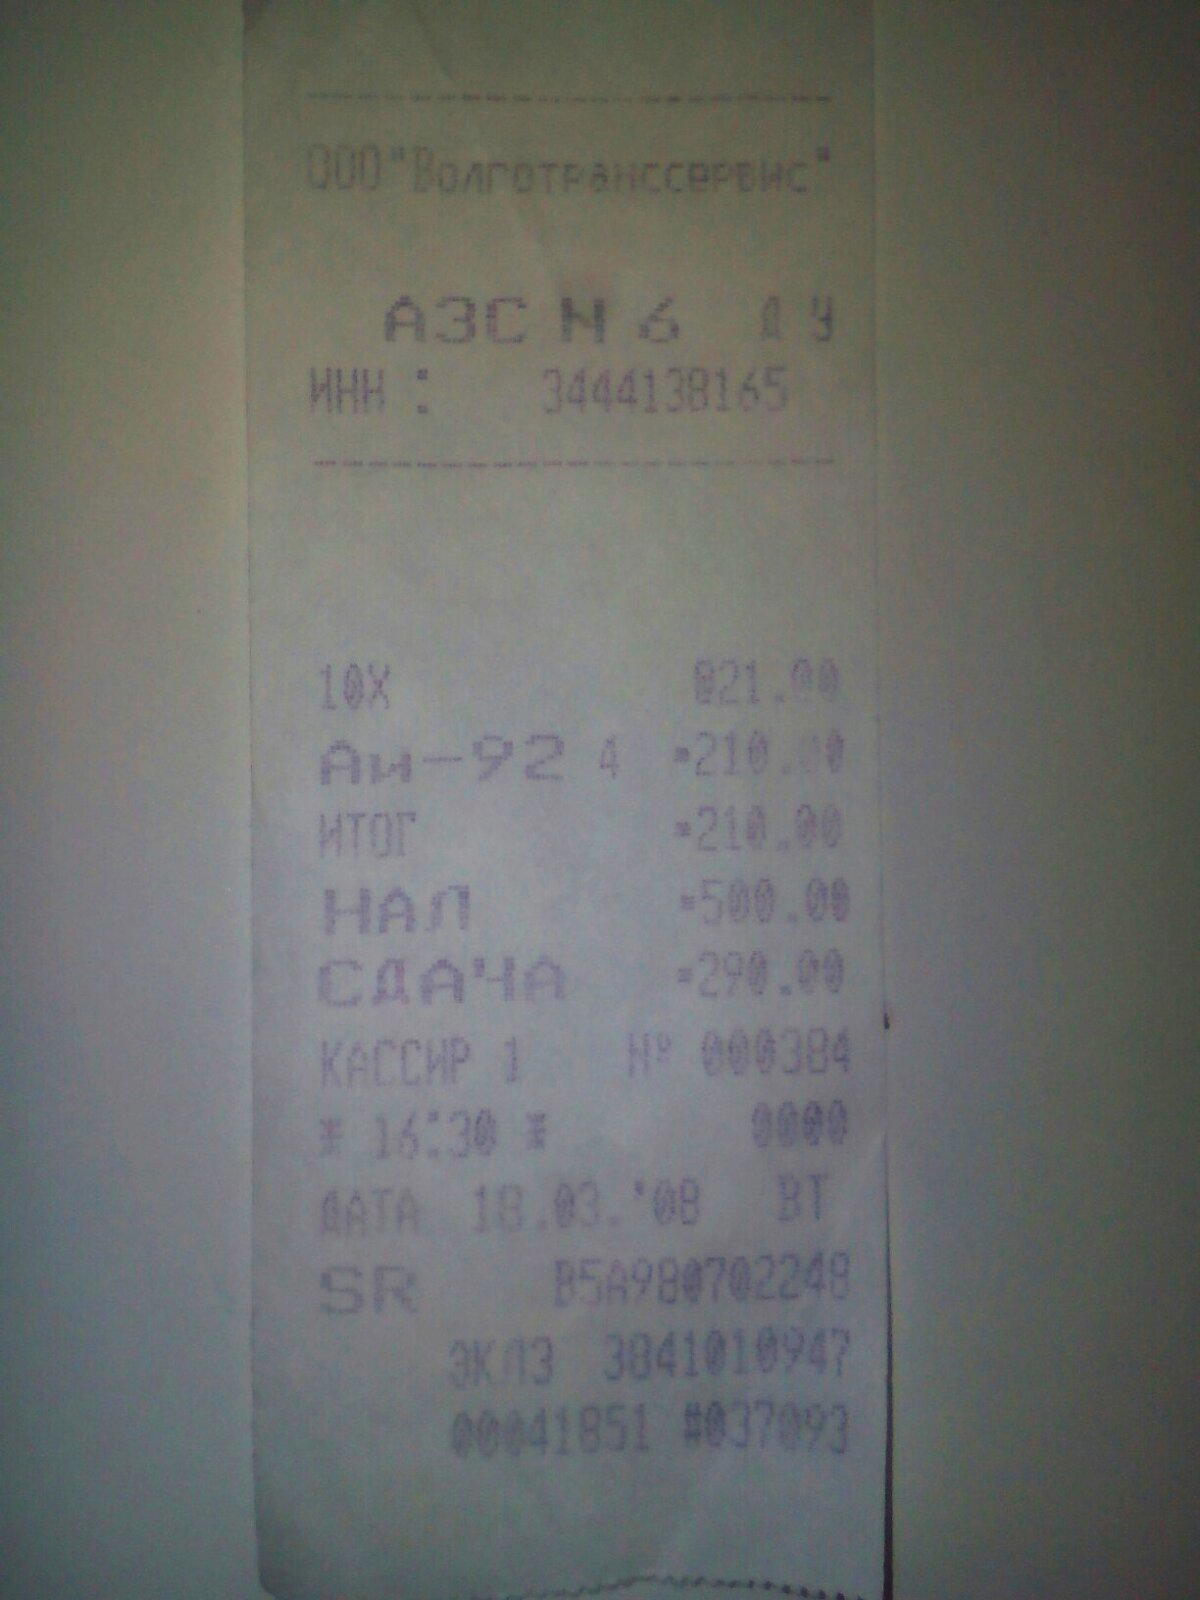 ООО"Волготранссервис"
АЗС N 6 Д У
ИНН : 3444138165
10X @21.00
Аи-92 4 =210.00
ИТОГ =210.00
НАЛ =500.00
СДАЧА =290.00
КАССИР 1 Nº 000384
* 16:30 * 0000
ДАТА 18.03.'08 ВТ
SR B5A980702248
ЭКЛЗ 3841010947
00041851 #037093